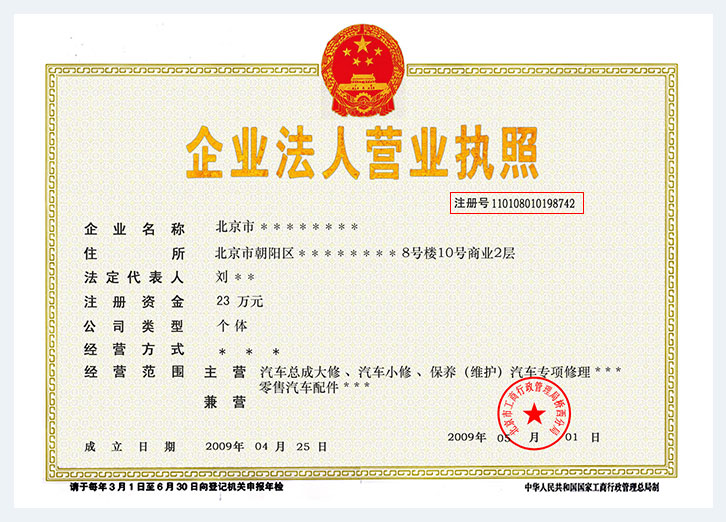 企业法人营业执照
注册号 110108010198742
企业名称 北京市 * * * * * * * *
住所 北京市朝阳区 * * * * * * * * 8号楼10号商业2层
法定代表人 刘 * *
注册资金 23 万元
公司类型 个体
经营方式 * * *
经营范围 主营 汽车总成大修、汽车小修、保养（维护）汽车专项修理 * * *
零售汽车配件 * * *
兼营
北京市工商行政管理局桥西分局
2009年 05 月 01 日
成立日期 2009年 04 月 25 日
请于每年3月1日至6月30日向登记机关申报年检
中华人民共和国国家工商行政管理总局制